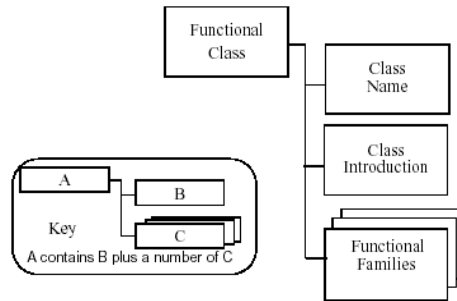 Functional
Class
Class
Name
Class
Introduction
Functional
Families
A
B
C
Key
A contains B plus a number of C